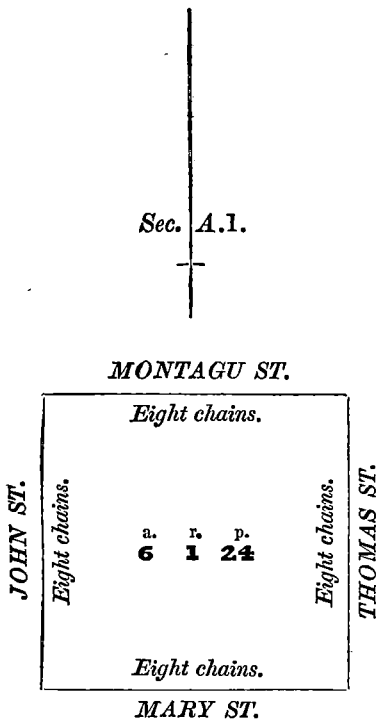 Sec. A.1.
MONTAGU ST.
Eight chains.
JOHN ST.
Eight chains.
a. r. p.
6 1 24
Eight chains.
THOMAS ST.
Eight chains.
MARY ST.